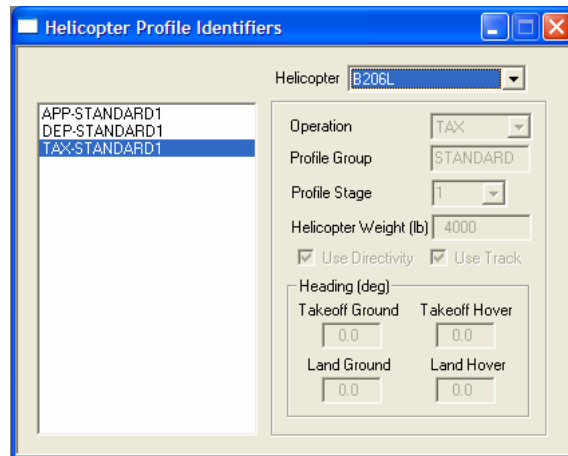 Helicopter Profile Identifiers
Helicopter B206L
APP-STANDARD1
DEP-STANDARD1
TAX-STANDARD1
Operation TAX
Profile Group STANDARD
Profile Stage 1
Helicopter Weight (lb) 4000
Use Directivity Use Track
Heading (deg)
Takeoff Ground Takeoff Hover
0.0 0.0
Land Ground Land Hover
0.0 0.0